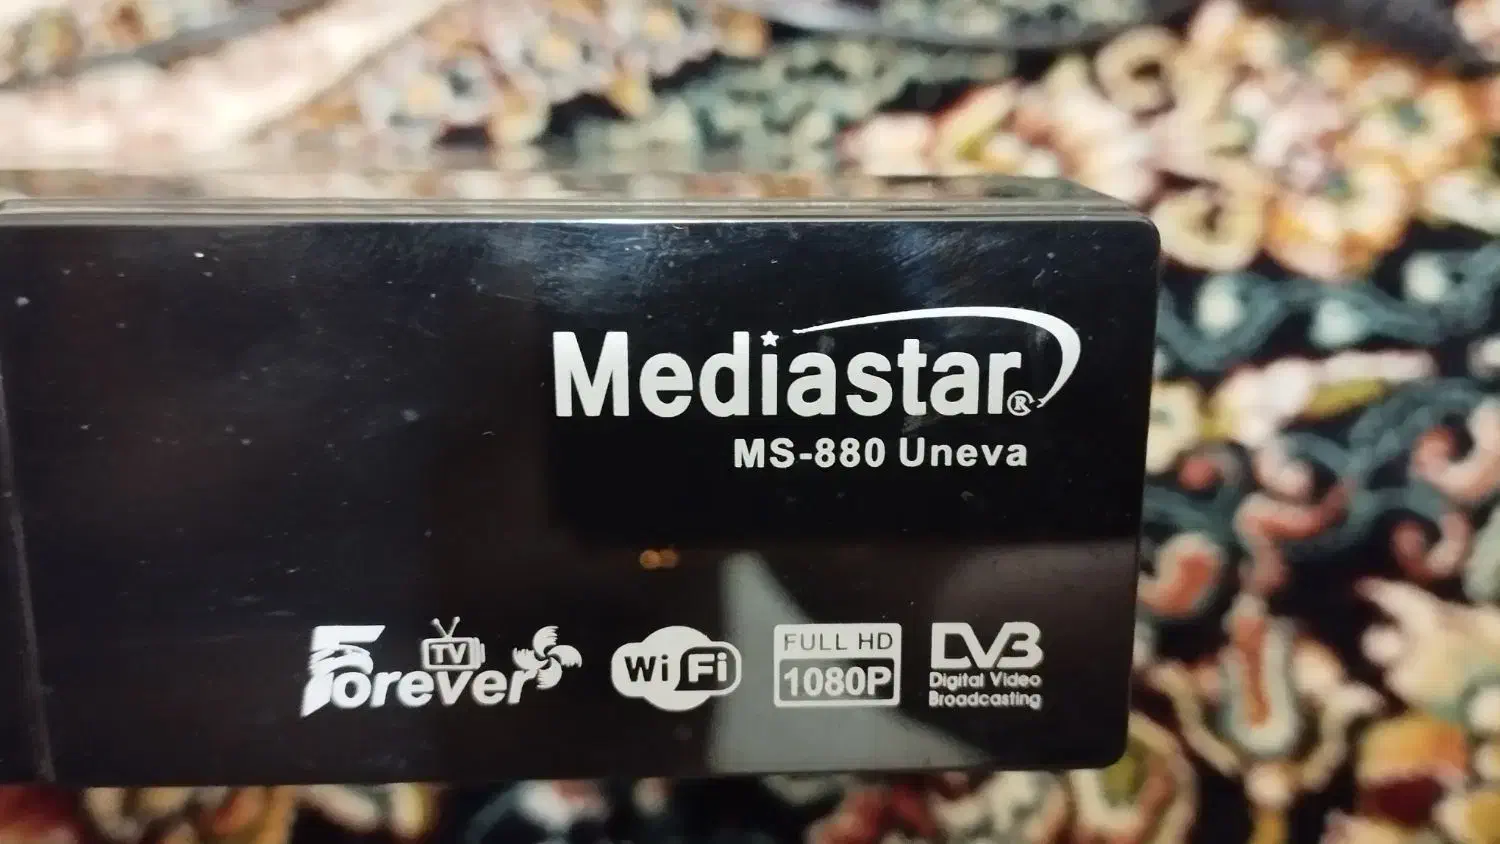 Mediastar®
MS-880 Uneva
Forever TV
WiFi
FULL HD
1080P
DVB
Digital Video
Broadcasting